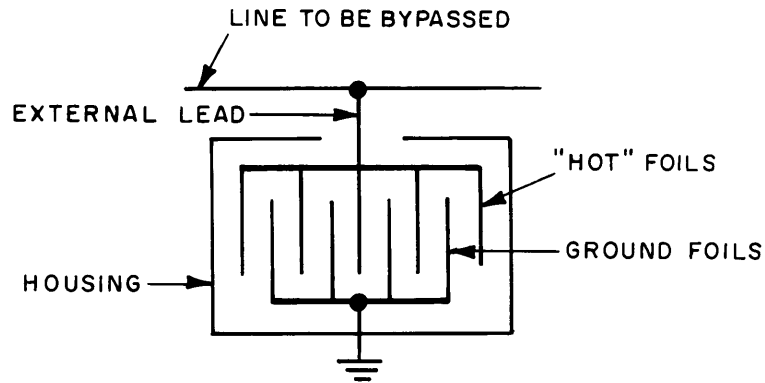 LINE TO BE BYPASSED
EXTERNAL LEAD
"HOT" FOILS
GROUND FOILS
HOUSING